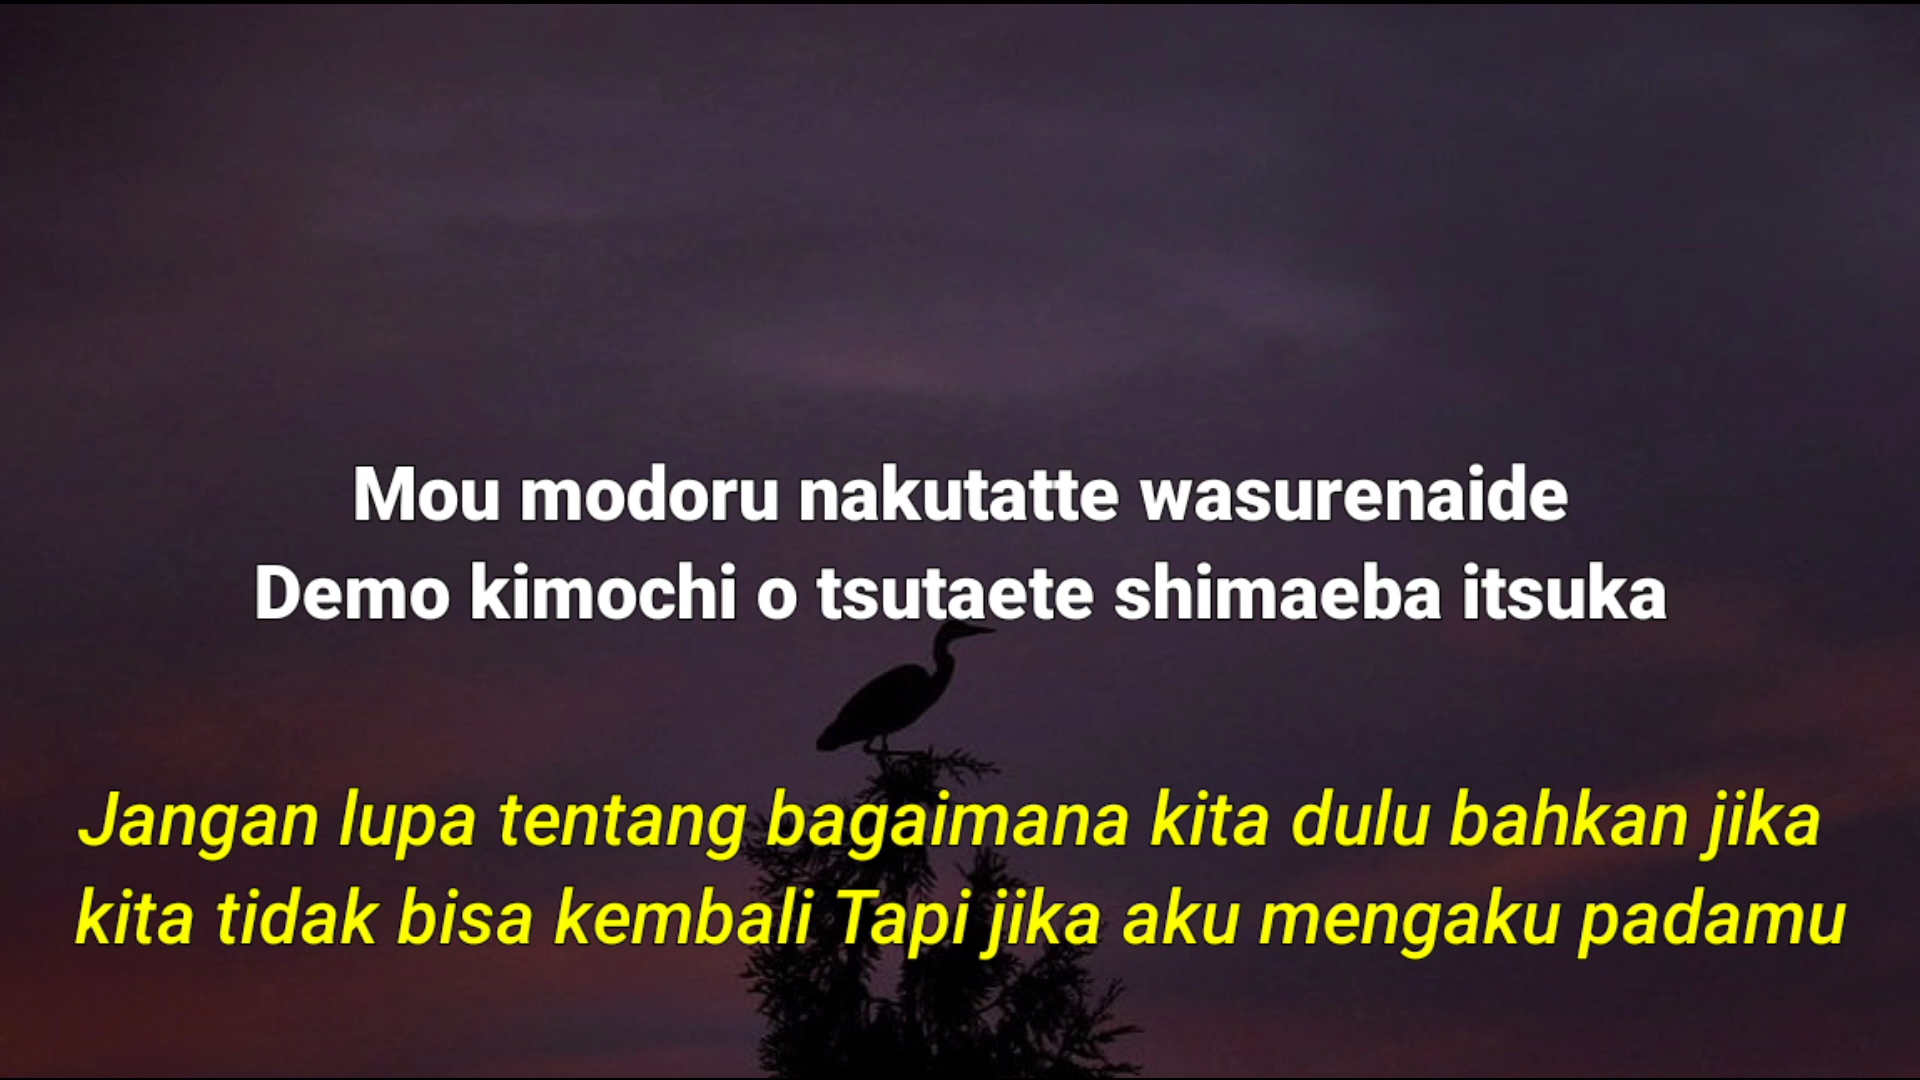 Mou modoru nakutatte wasurenaide
Demo kimochi o tsutaete shimaeba itsuka
Jangan lupa tentang bagaimana kita dulu bahkan jika
kita tidak bisa kembali Tapi jika aku mengaku padamu